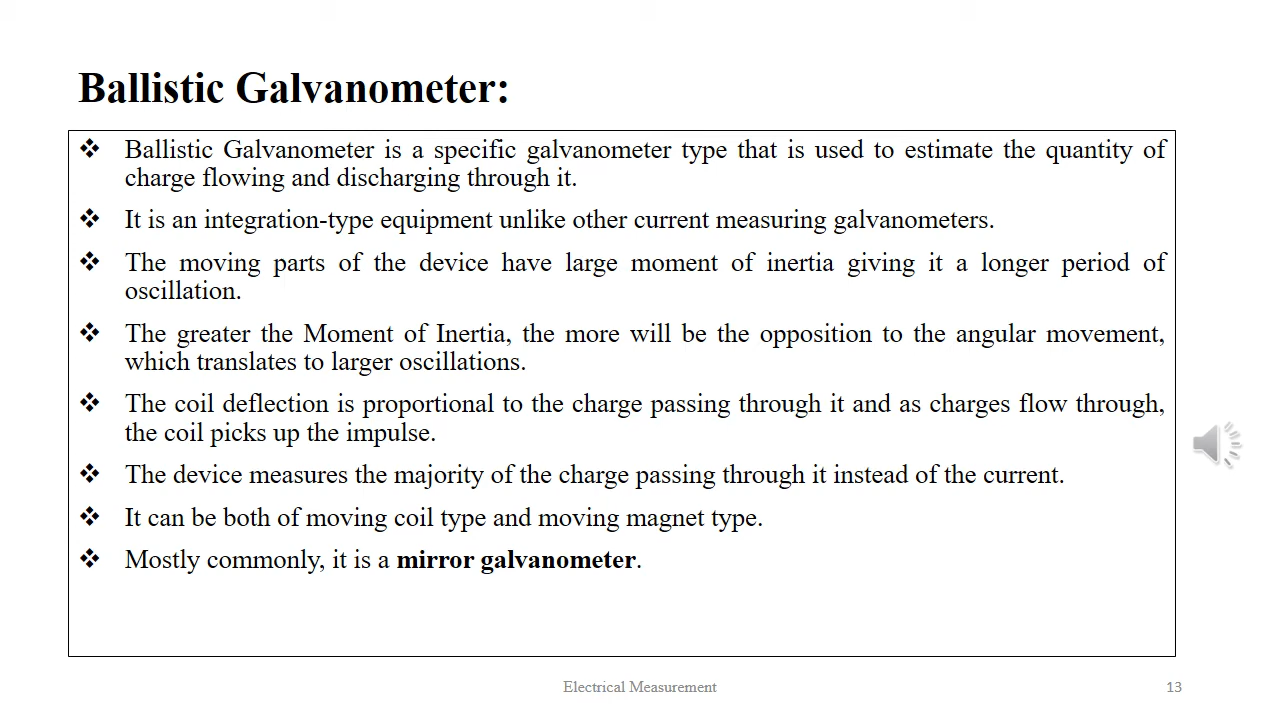 Ballistic Galvanometer:
❖ Ballistic Galvanometer is a specific galvanometer type that is used to estimate the quantity of
charge flowing and discharging through it.
❖ It is an integration-type equipment unlike other current measuring galvanometers.
❖ The moving parts of the device have large moment of inertia giving it a longer period of
oscillation.
❖ The greater the Moment of Inertia, the more will be the opposition to the angular movement,
which translates to larger oscillations.
❖ The coil deflection is proportional to the charge passing through it and as charges flow through,
the coil picks up the impulse.
❖ The device measures the majority of the charge passing through it instead of the current.
❖ It can be both of moving coil type and moving magnet type.
❖ Mostly commonly, it is a mirror galvanometer.
Electrical Measurement
13